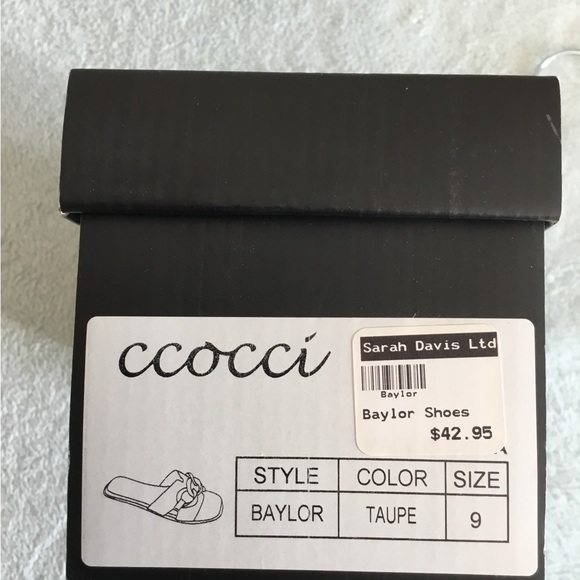 ccocci
Sarah Davis Ltd
Baylor
Baylor Shoes
$42.95
STYLE COLOR SIZE
BAYLOR TAUPE 9